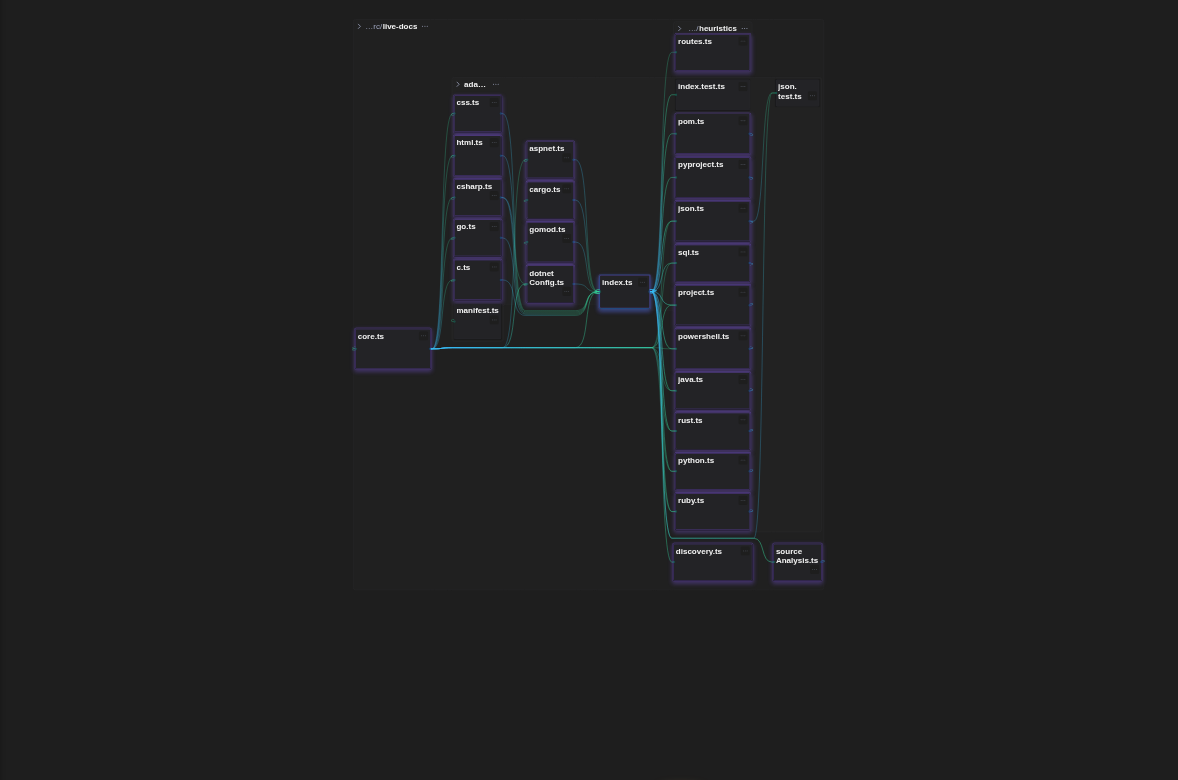 …rc/live-docs ···
…/heuristics ···
routes.ts
ada… ···
index.test.ts
json.
test.ts
css.ts
pom.ts
html.ts
aspnet.ts
pyproject.ts
csharp.ts
cargo.ts
json.ts
go.ts
gomod.ts
sql.ts
c.ts
dotnet
Config.ts
index.ts
project.ts
manifest.ts
core.ts
powershell.ts
java.ts
rust.ts
python.ts
ruby.ts
discovery.ts
source
Analysis.ts